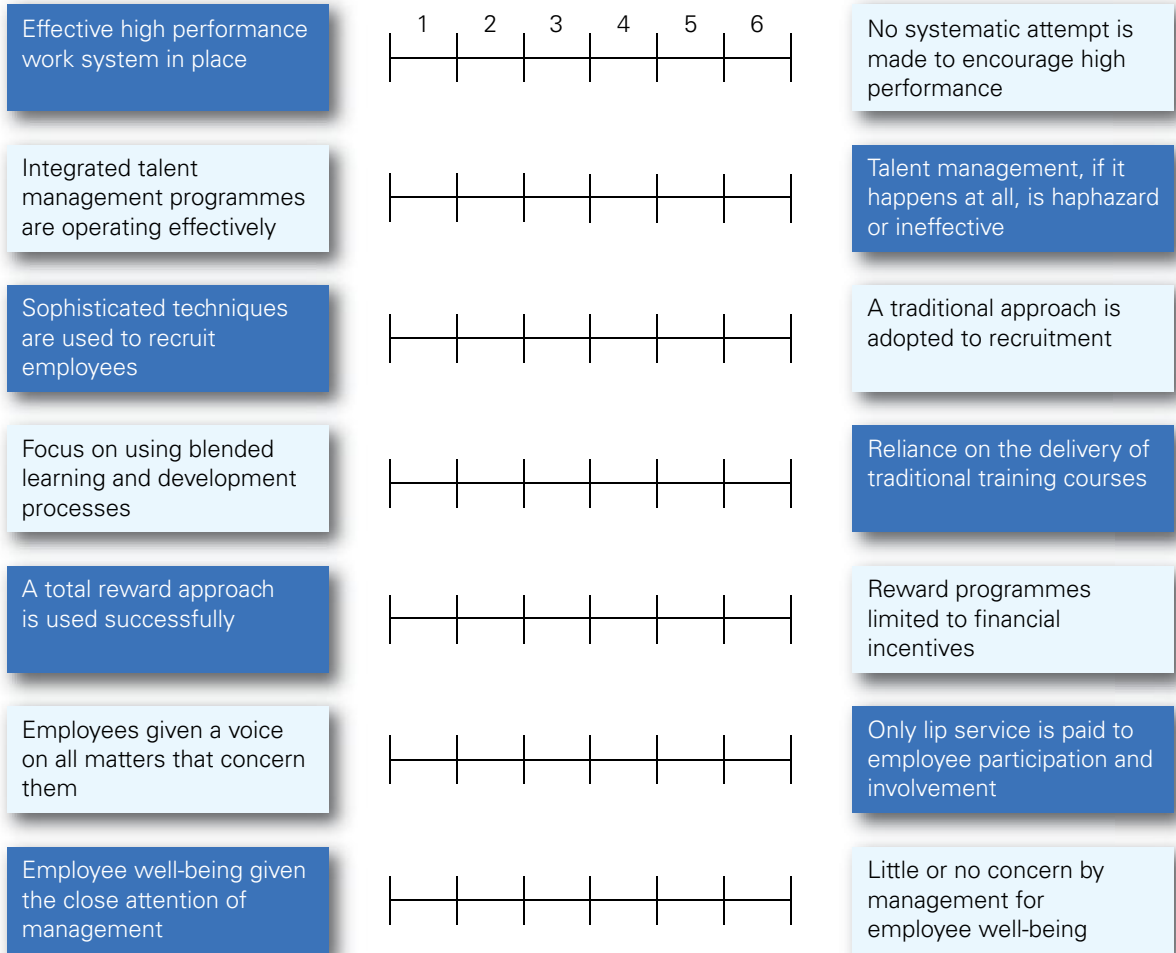 Effective high performance
work system in place
1 2 3 4 5 6
No systematic attempt is
made to encourage high
performance
Integrated talent
management programmes
are operating effectively
Talent management, if it
happens at all, is haphazard
or ineffective
Sophisticated techniques
are used to recruit
employees
A traditional approach is
adopted to recruitment
Focus on using blended
learning and development
processes
Reliance on the delivery of
traditional training courses
A total reward approach
is used successfully
Reward programmes
limited to financial
incentives
Employees given a voice
on all matters that concern
them
Only lip service is paid to
employee participation and
involvement
Employee well-being given
the close attention of
management
Little or no concern by
management for
employee well-being